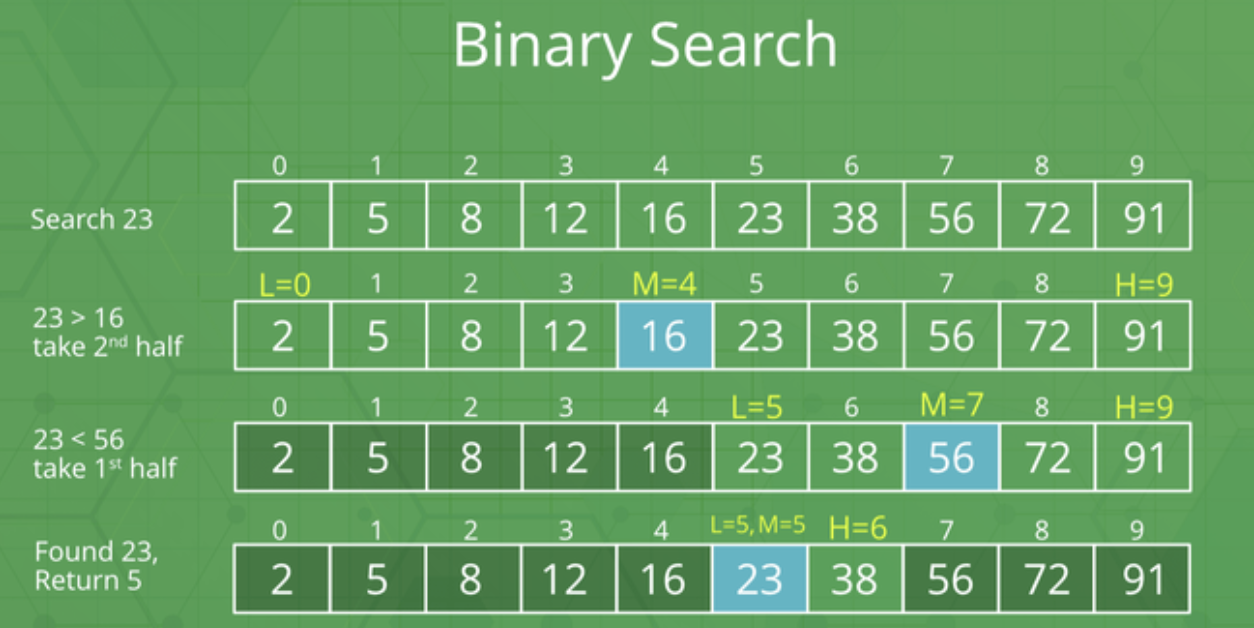 Binary Search
0 1 2 3 4 5 6 7 8 9
Search 23
2 5 8 12 16 23 38 56 72 91
L=0 1 2 3 M=4 5 6 7 8 H=9
23 > 16
take 2nd half
2 5 8 12 16 23 38 56 72 91
0 1 2 3 4 L=5 6 M=7 8 H=9
23 < 56
take 1st half
2 5 8 12 16 23 38 56 72 91
0 1 2 3 4 L=5, M=5 H=6 7 8 9
Found 23,
Return 5
2 5 8 12 16 23 38 56 72 91